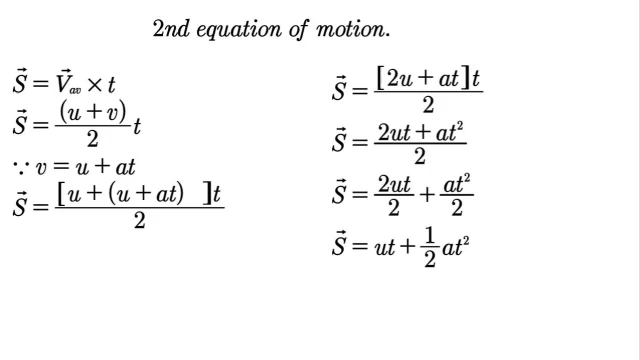 2nd equation of motion.
S⃗ = V⃗ₐᵥ × t
S⃗ = (u + v)/2 t
∵ v = u + at
S⃗ = [u + (u + at) ]t/2
S⃗ = [2u + at]t/2
S⃗ = 2ut + at²/2
S⃗ = 2ut/2 + at²/2
S⃗ = ut + 1/2 at²